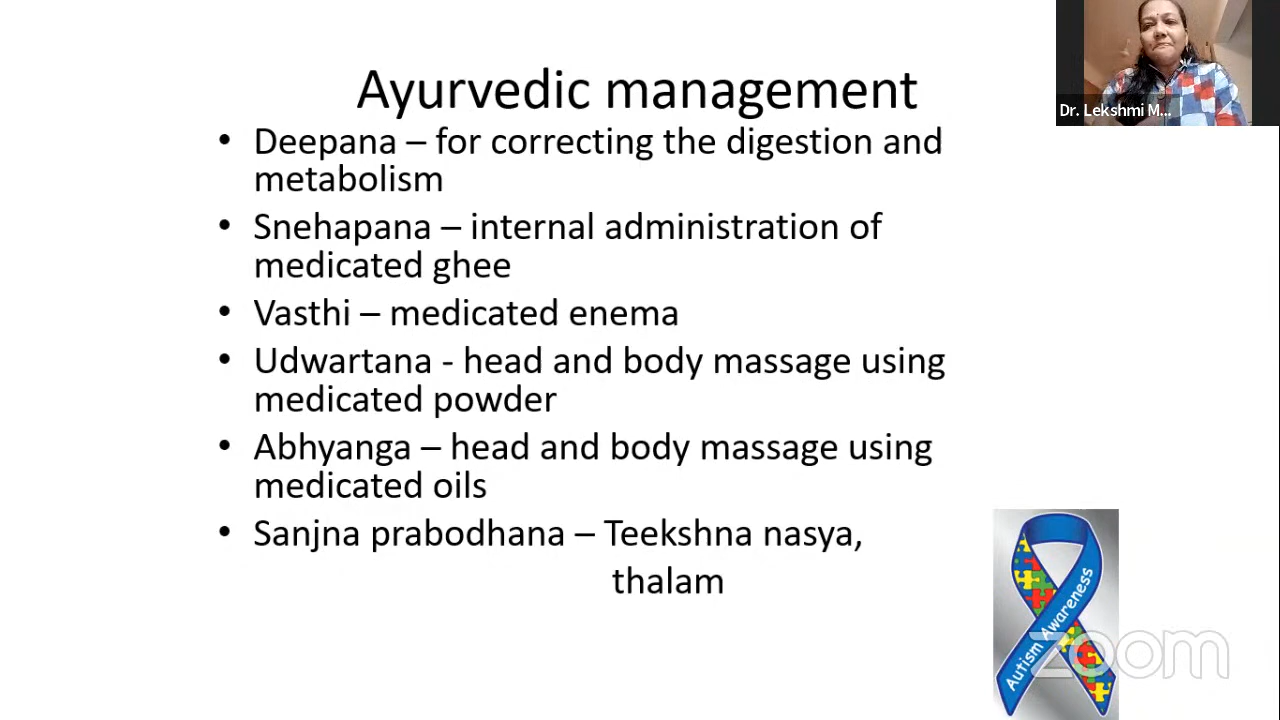 Ayurvedic management
• Deepana – for correcting the digestion and
metabolism
• Snehapana – internal administration of
medicated ghee
• Vasthi – medicated enema
• Udwartana - head and body massage using
medicated powder
• Abhyanga – head and body massage using
medicated oils
• Sanjna prabodhana – Teekshna nasya,
thalam
Dr. Lekshmi M...
Autism Awareness
zoom